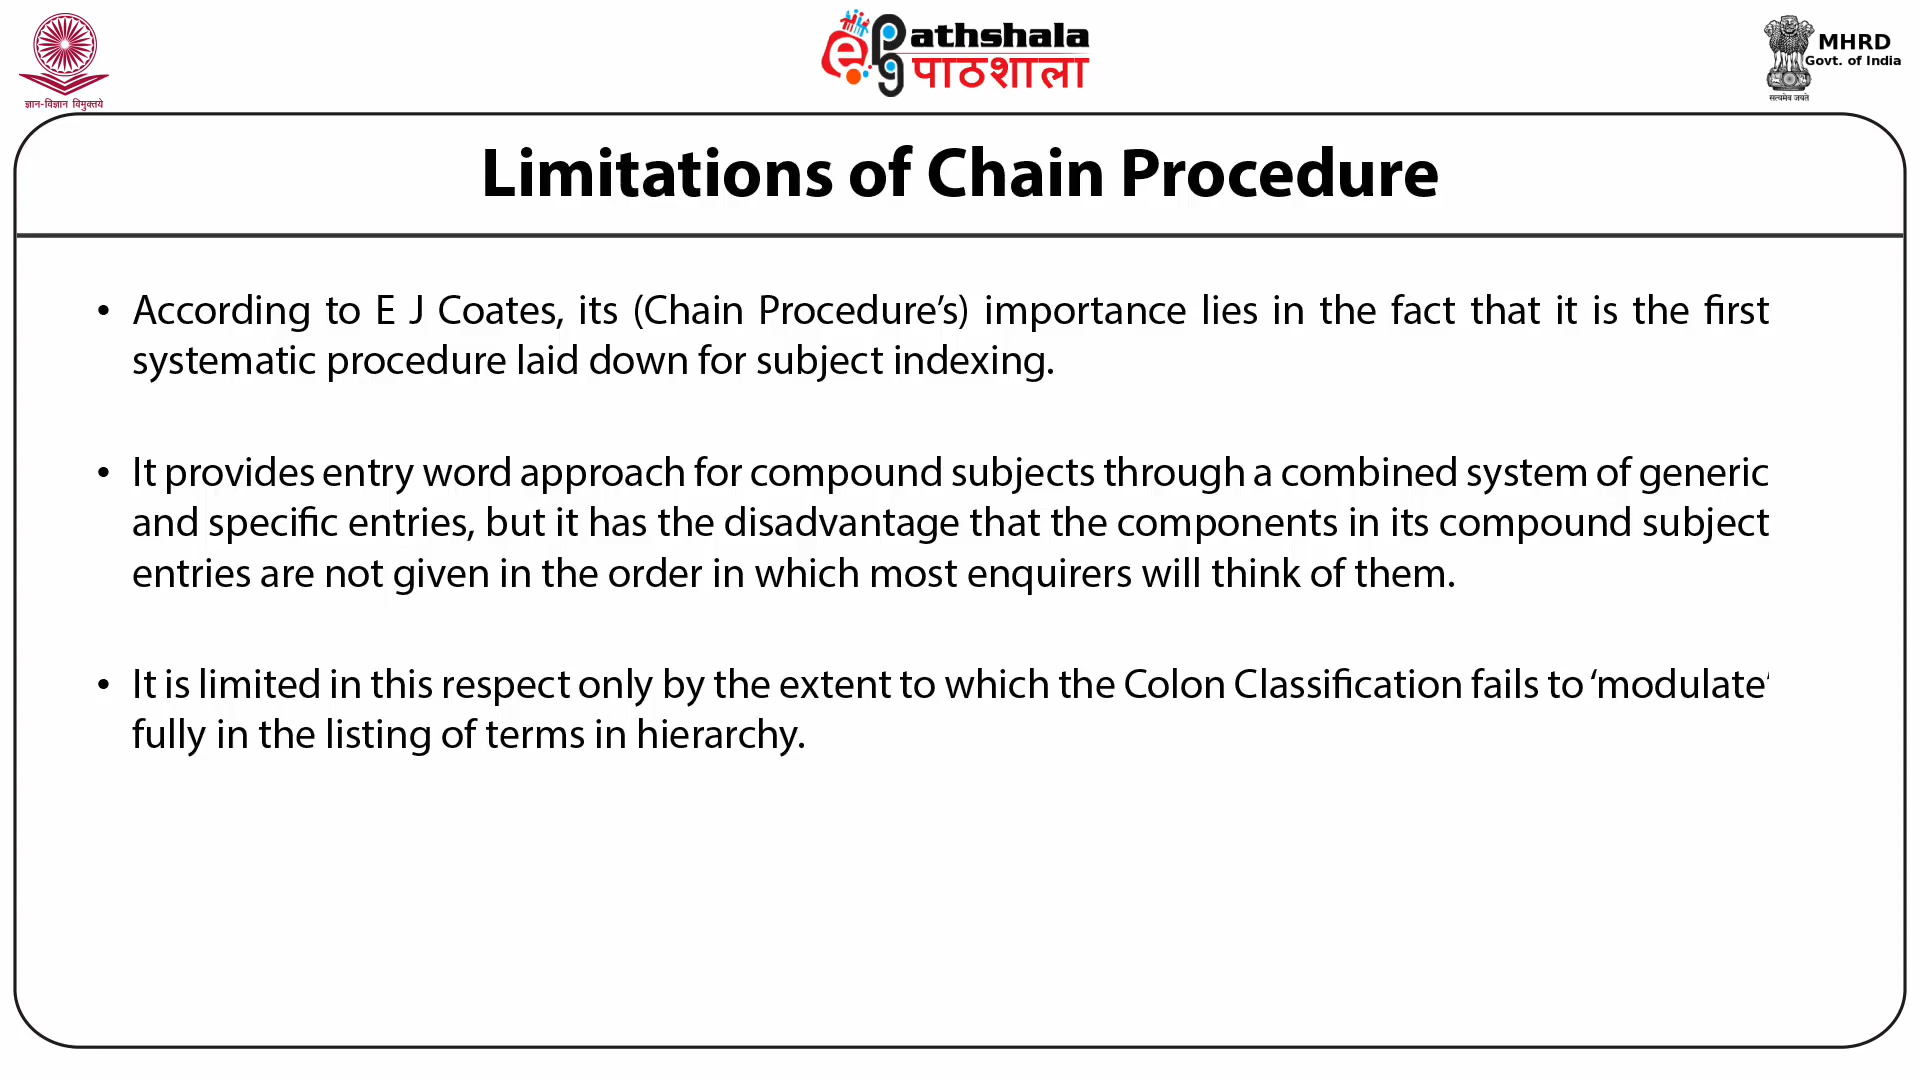 ज्ञान-विज्ञान विमुक्तये
ePG Pathshala
पाठशाला
MHRD
Govt. of India
सत्यमेव जयते
Limitations of Chain Procedure
• According to E J Coates, its (Chain Procedure’s) importance lies in the fact that it is the first
systematic procedure laid down for subject indexing.
• It provides entry word approach for compound subjects through a combined system of generic
and specific entries, but it has the disadvantage that the components in its compound subject
entries are not given in the order in which most enquirers will think of them.
• It is limited in this respect only by the extent to which the Colon Classification fails to ‘modulate’
fully in the listing of terms in hierarchy.